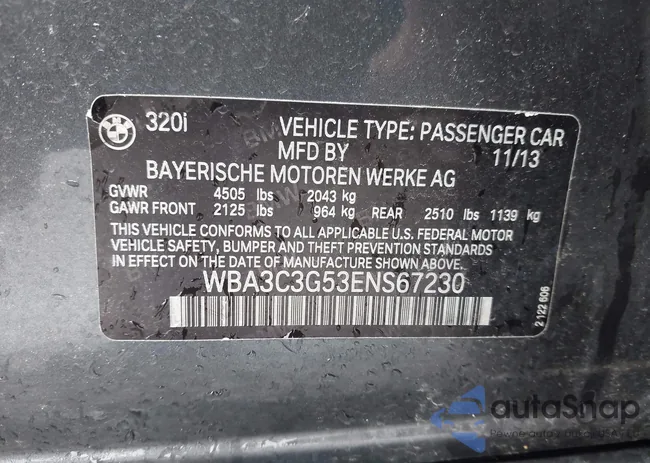 320i VEHICLE TYPE: PASSENGER CAR
MFD BY 11/13
BAYERISCHE MOTOREN WERKE AG
GVWR 4505 lbs 2043 kg
GAWR FRONT 2125 lbs 964 kg REAR 2510 lbs 1139 kg
THIS VEHICLE CONFORMS TO ALL APPLICABLE U.S. FEDERAL MOTOR
VEHICLE SAFETY, BUMPER AND THEFT PREVENTION STANDARDS
IN EFFECT ON THE DATE OF MANUFACTURE SHOWN ABOVE.
WBA3C3G53ENS67230
2 122 606
autoSnap